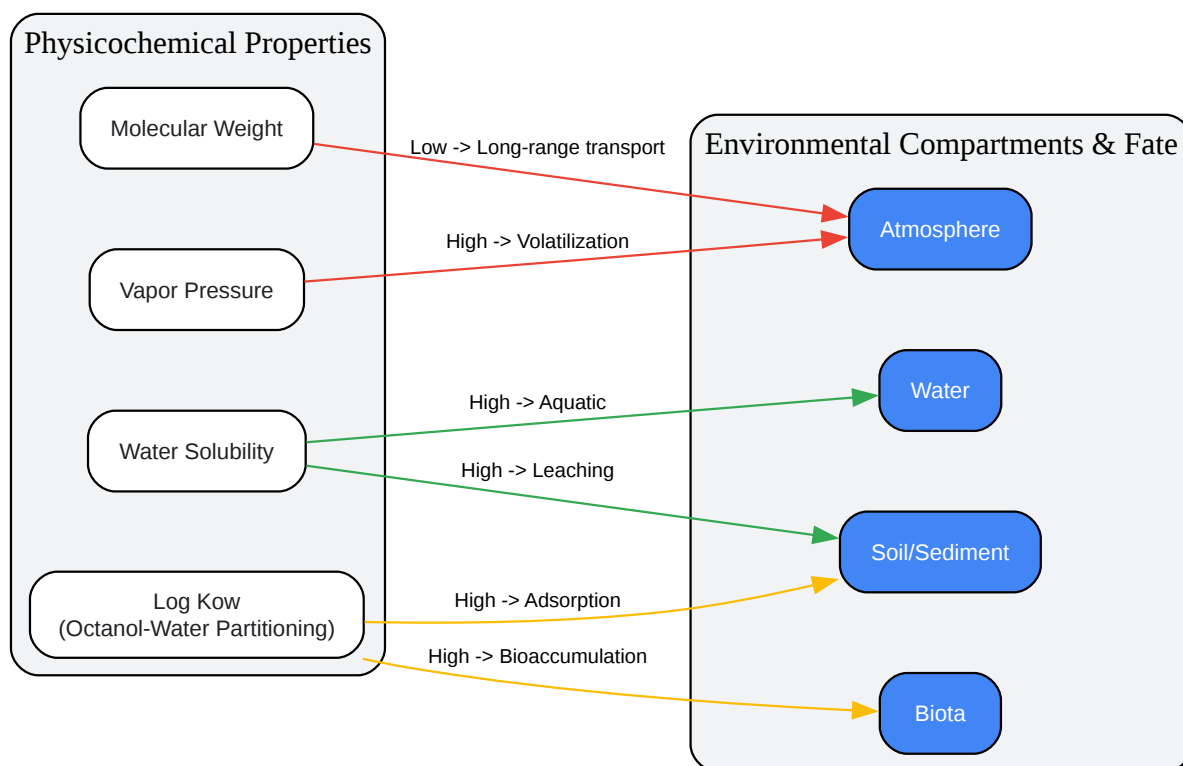 Physicochemical Properties
Molecular Weight
Vapor Pressure
Water Solubility
Log Kow
(Octanol-Water Partitioning)
Low -> Long-range transport
High -> Volatilization
High -> Aquatic
High -> Leaching
High -> Adsorption
High -> Bioaccumulation
Environmental Compartments & Fate
Atmosphere
Water
Soil/Sediment
Biota